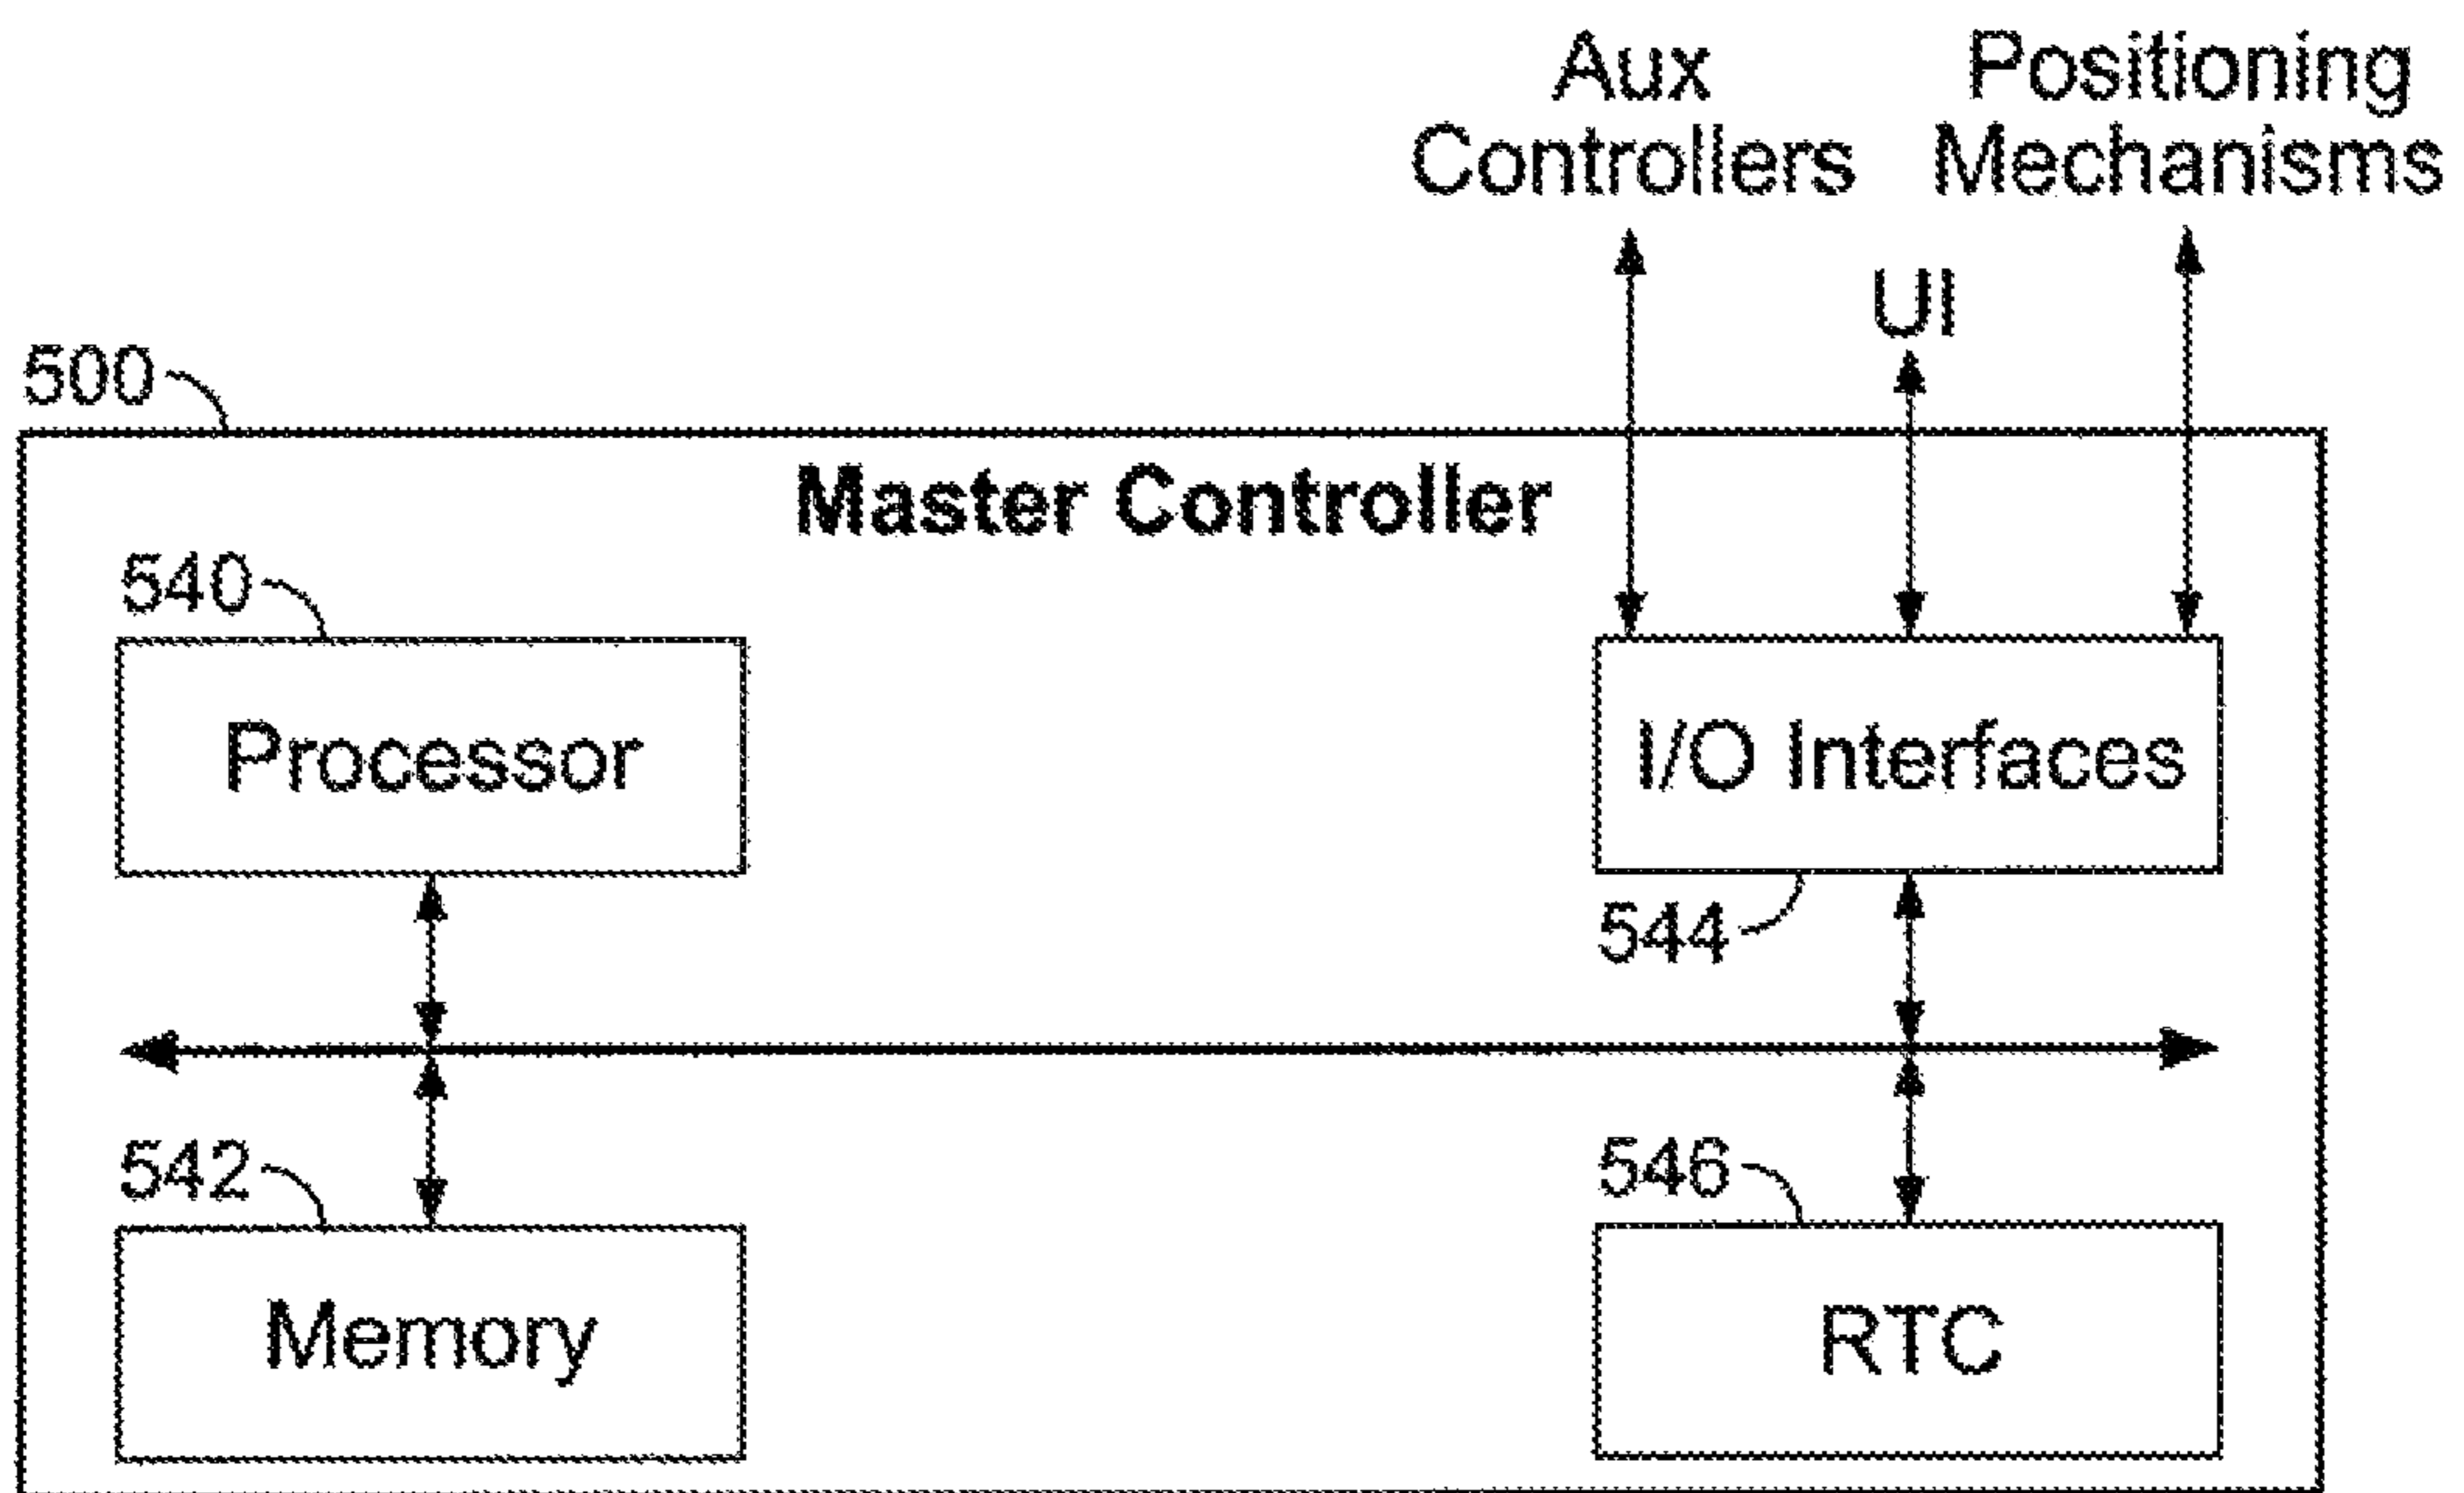 Aux
Controllers
Positioning
Mechanisms
UI
500
Master Controller
540
Processor
I/O Interfaces
544
542
Memory
546
RTC